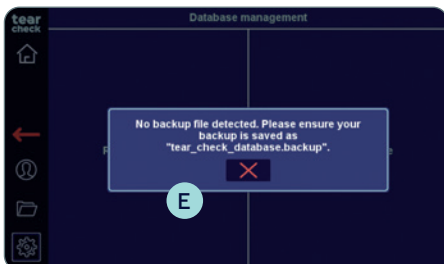 tear
check
Database management
No backup file detected. Please ensure your
backup is saved as
"tear_check_database.backup".
E